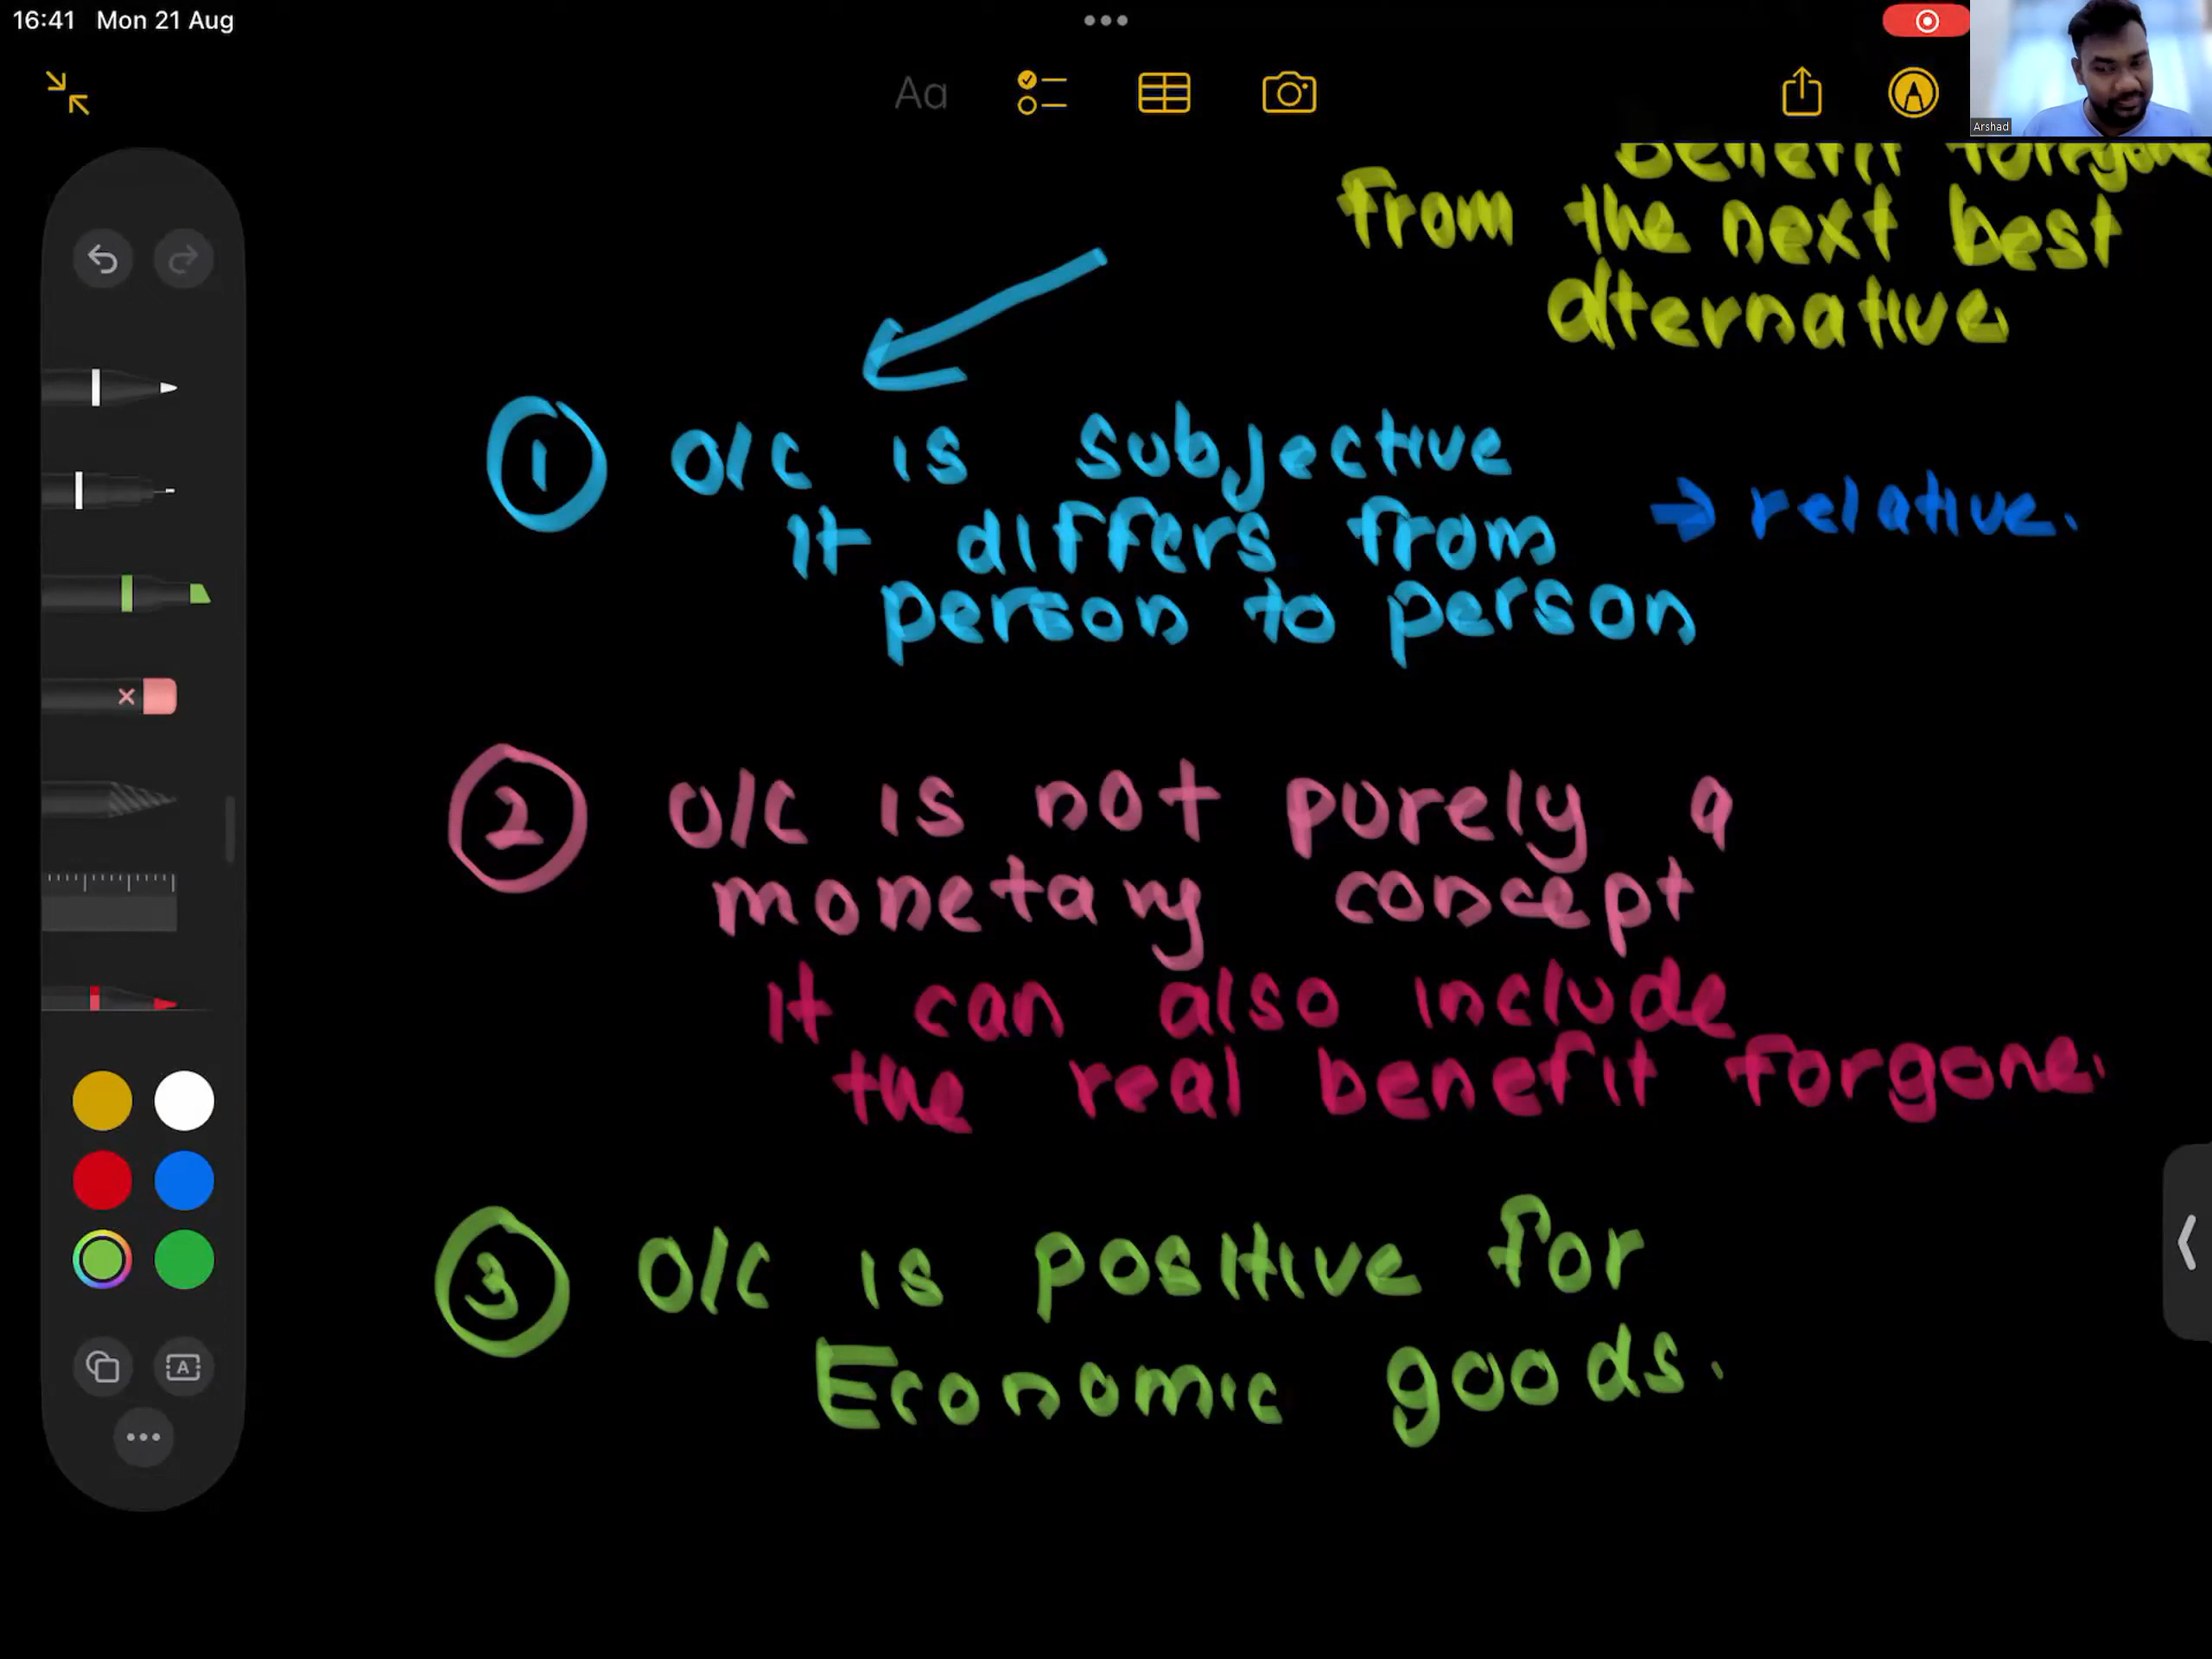 16:41 Mon 21 Aug
Aa
Arshad
Benefit forgone
from the next best
alternative
1 O/C is subjective
it differs from → relative.
person to person
2 O/C is not purely a
monetary concept
it can also include
the real benefit forgone.
3 O/C is positive for
Economic goods.
A